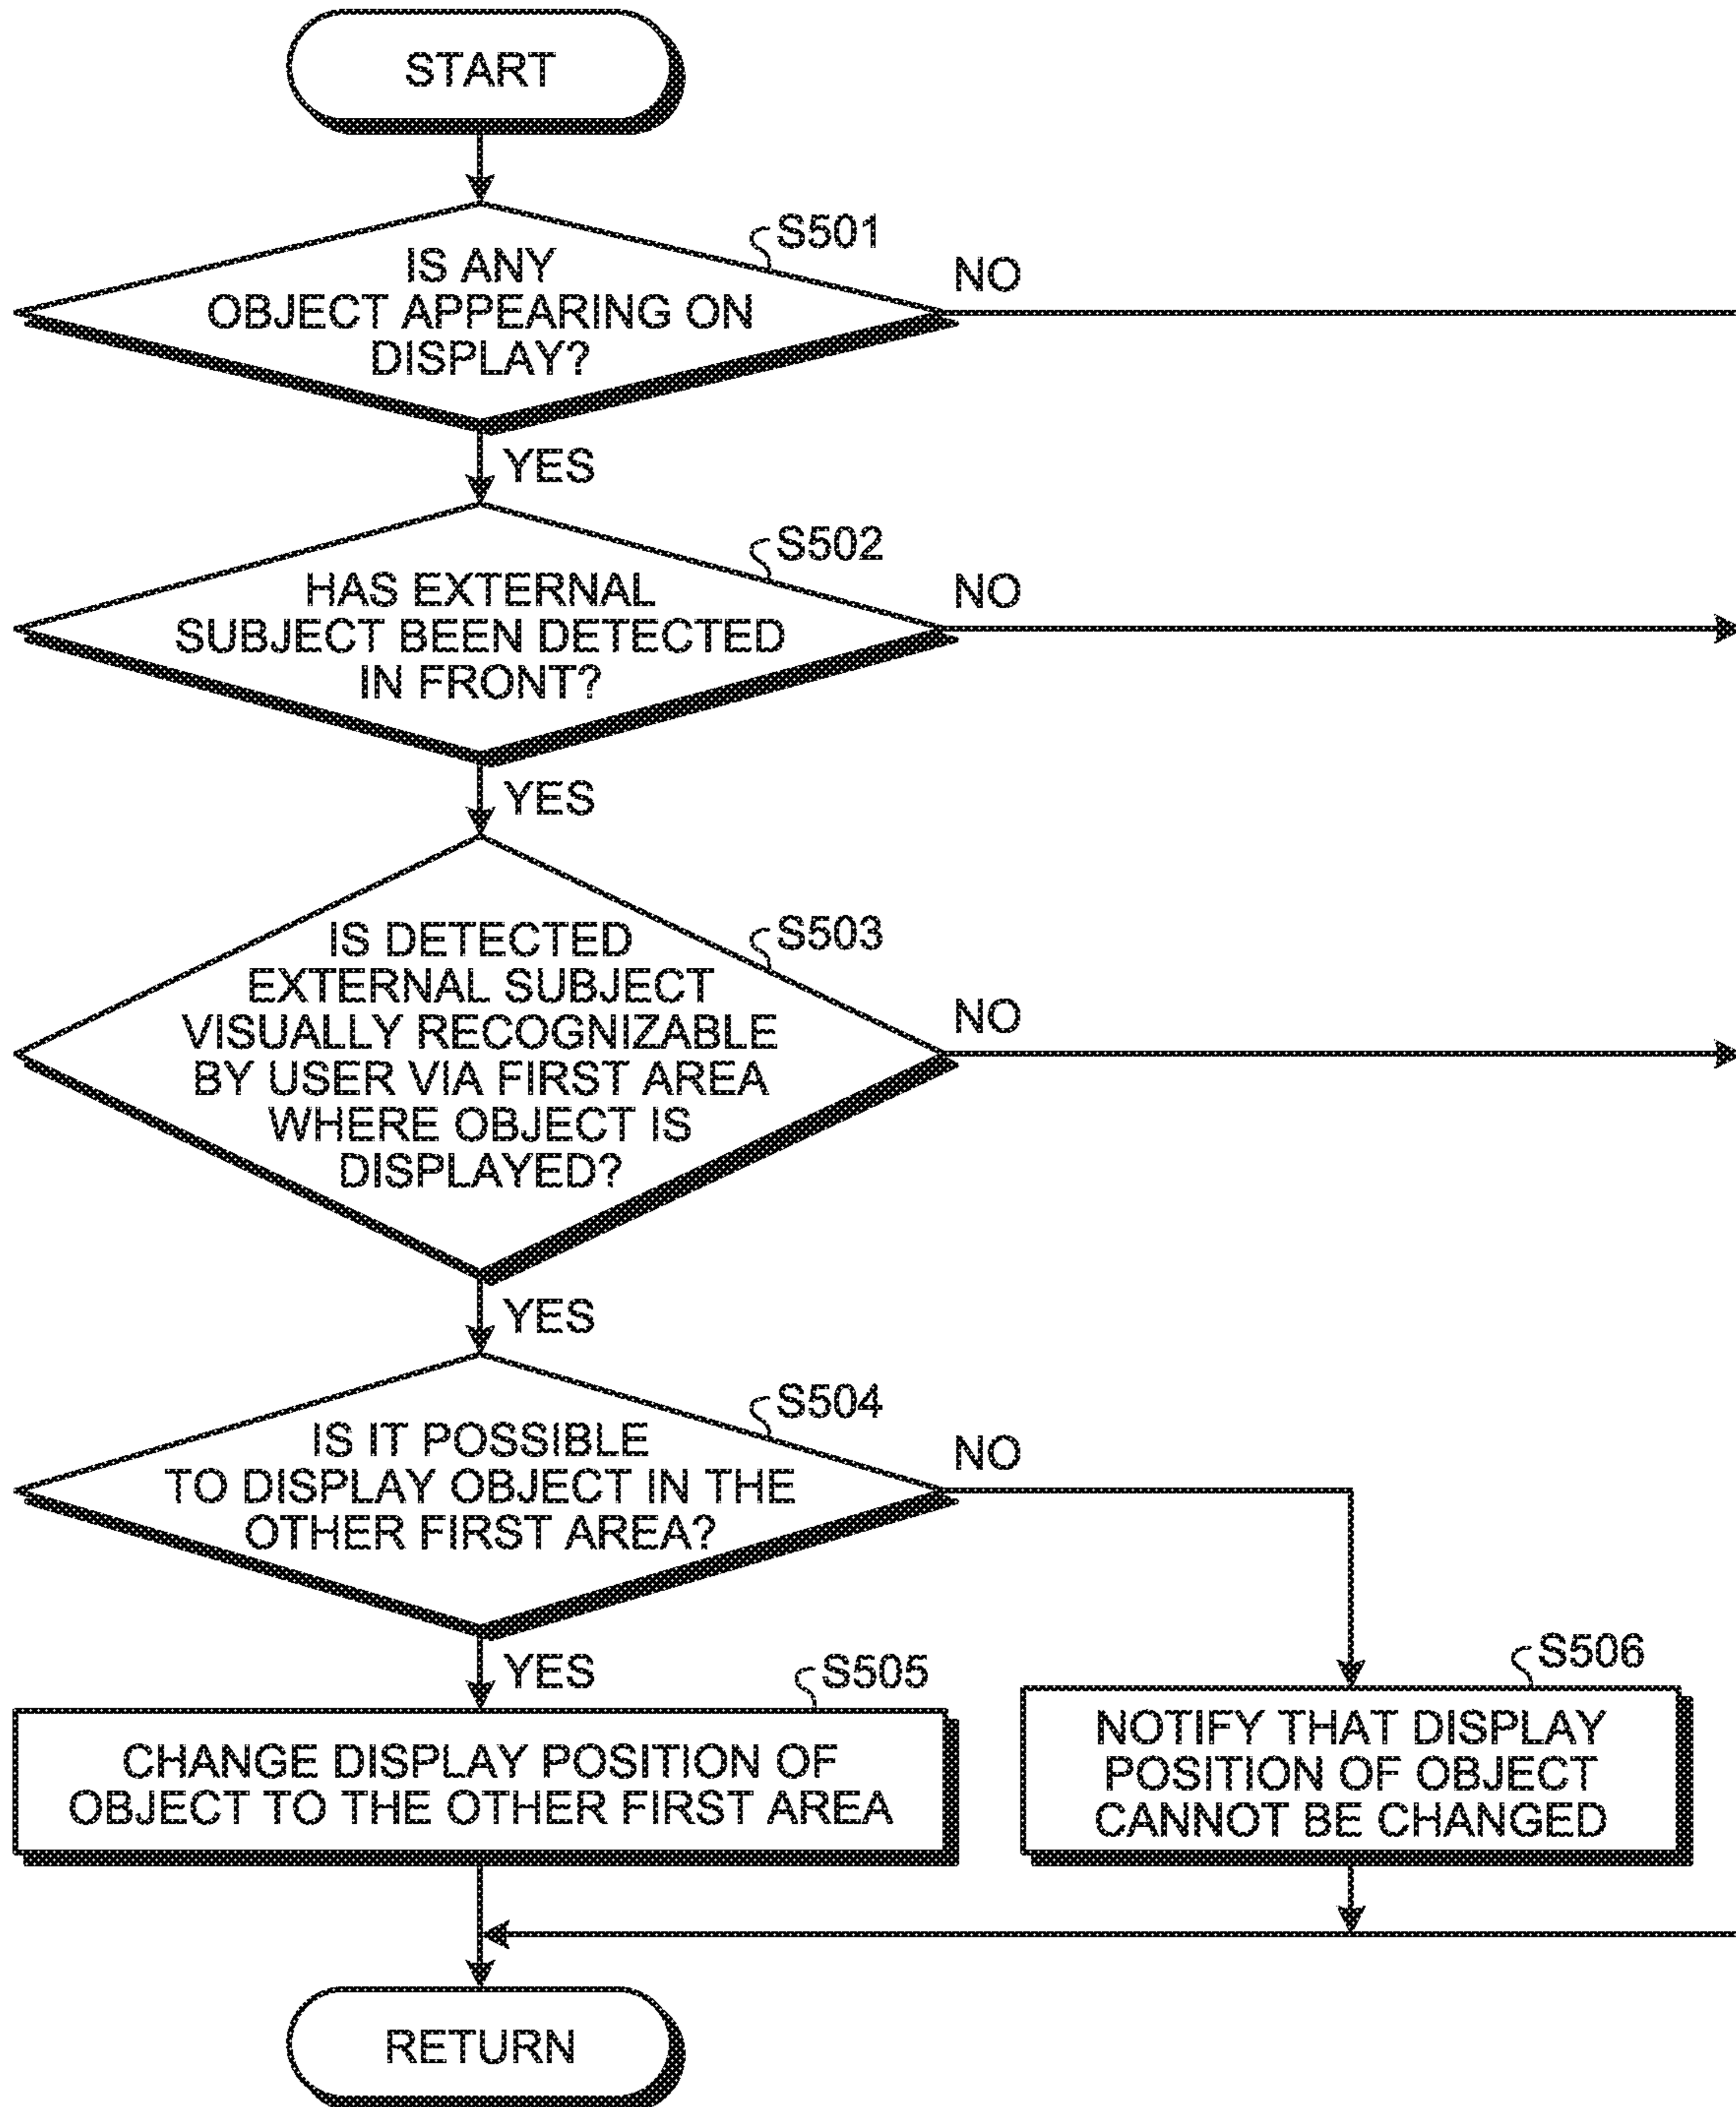 START
S501
IS ANY
OBJECT APPEARING ON
DISPLAY?
NO
YES
S502
HAS EXTERNAL
SUBJECT BEEN DETECTED
IN FRONT?
NO
YES
S503
IS DETECTED
EXTERNAL SUBJECT
VISUALLY RECOGNIZABLE
BY USER VIA FIRST AREA
WHERE OBJECT IS
DISPLAYED?
NO
YES
S504
IS IT POSSIBLE
TO DISPLAY OBJECT IN THE
OTHER FIRST AREA?
NO
YES
S505
CHANGE DISPLAY POSITION OF
OBJECT TO THE OTHER FIRST AREA
S506
NOTIFY THAT DISPLAY
POSITION OF OBJECT
CANNOT BE CHANGED
RETURN